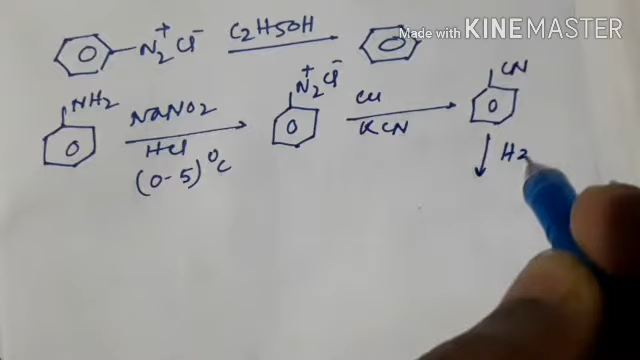 Made with KINEMASTER
N2+ Cl- C2H5OH
NH2 NaNO2 HCl (0-5)°C N2+ Cl- Cu KCN CN
H2